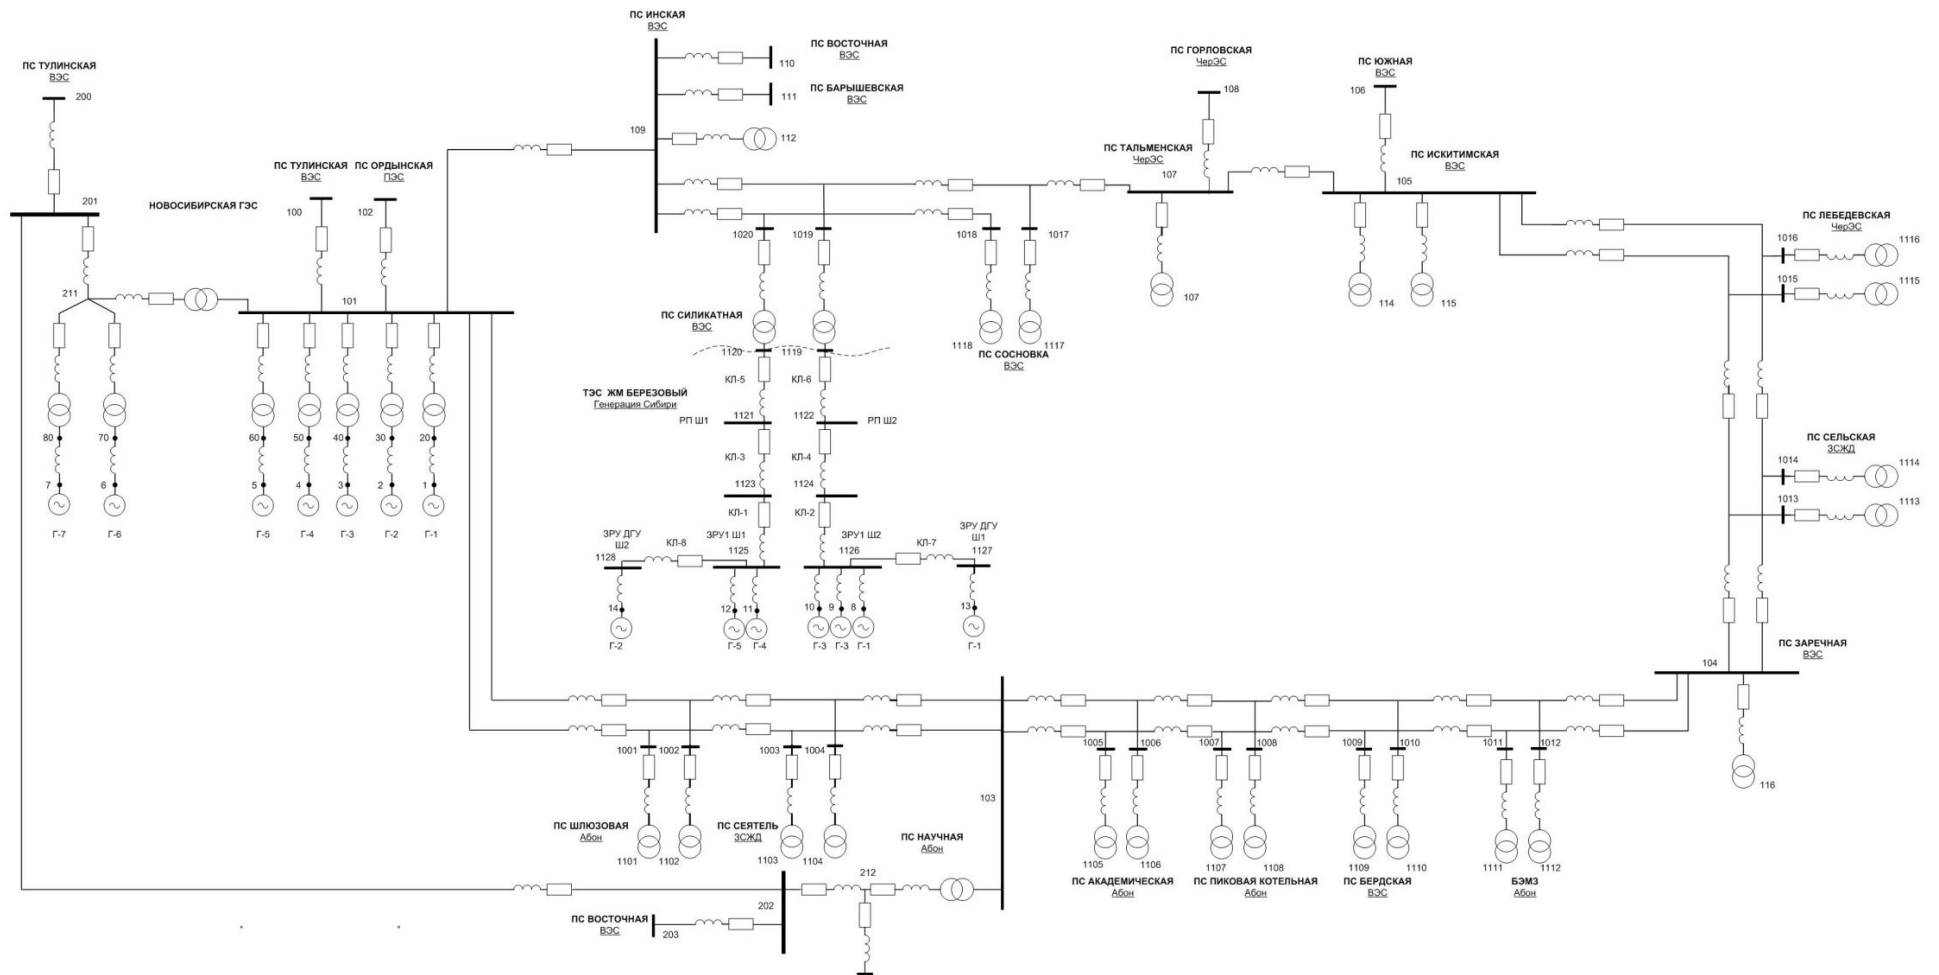 ПС ИНСКАЯ
ВЭС
ПС ВОСТОЧНАЯ
ВЭС
110
ПС БАРЫШЕВСКАЯ
ВЭС
111
109
112
ПС ГОРЛОВСКАЯ
ЧерЭС
108
ПС ЮЖНАЯ
ВЭС
106
ПС ТУЛИНСКАЯ
ВЭС
200
201
НОВОСИБИРСКАЯ ГЭС
ПС ТУЛИНСКАЯ
ВЭС
100
ПС ОРДЫНСКАЯ
ПЭС
102
ПС ТАЛЬМЕНСКАЯ
ЧерЭС
107
ПС ИСКИТИМСКАЯ
ВЭС
105
1020
1019
1018
1017
ПС ЛЕБЕДЕВСКАЯ
ЧерЭС
1016
1116
1015
1115
211
101
107
114
115
ПС СИЛИКАТНАЯ
ВЭС
1120
1119
1118
1117
ПС СОСНОВКА
ВЭС
КЛ-5
КЛ-6
ТЭС ЖМ БЕРЕЗОВЫЙ
Генерация Сибири
1121
1122
РП Ш1
РП Ш2
КЛ-3
КЛ-4
1123
1124
КЛ-1
КЛ-2
80
70
60
50
40
30
20
7
6
5
4
3
2
1
Г-7
Г-6
Г-5
Г-4
Г-3
Г-2
Г-1
ПС СЕЛЬСКАЯ
ЗСЖД
1014
1114
1013
1113
ЗРУ ДГУ
Ш2
1128
КЛ-8
ЗРУ1 Ш1
1125
ЗРУ1 Ш2
1126
КЛ-7
ЗРУ ДГУ
Ш1
1127
14
12
11
10
9
8
13
Г-2
Г-5
Г-4
Г-3
Г-3
Г-1
Г-1
ПС ЗАРЕЧНАЯ
ВЭС
104
116
1001
1002
1003
1004
1005
1006
1007
1008
1009
1010
1011
1012
103
ПС ШЛЮЗОВАЯ
Абон
1101
1102
ПС СЕЯТЕЛЬ
ЗСЖД
1103
1104
ПС НАУЧНАЯ
Абон
1105
1106
1107
1108
1109
1110
1111
1112
ПС АКАДЕМИЧЕСКАЯ
Абон
ПС ПИКОВАЯ КОТЕЛЬНАЯ
Абон
ПС БЕРДСКАЯ
ВЭС
БЭМЗ
Абон
212
202
ПС ВОСТОЧНАЯ
ВЭС
203